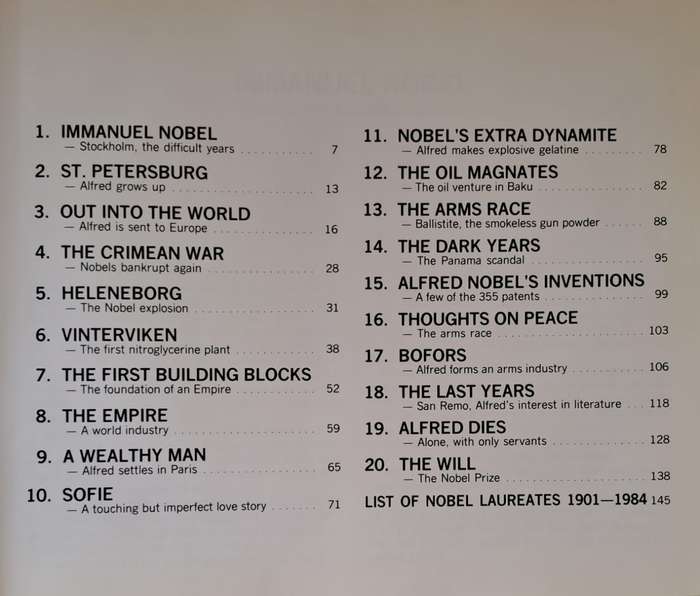 1. IMMANUEL NOBEL
— Stockholm, the difficult years . . . . . . . . . . . 7
2. ST. PETERSBURG
— Alfred grows up . . . . . . . . . . . . . . . . . . . . . 13
3. OUT INTO THE WORLD
— Alfred is sent to Europe . . . . . . . . . . . . . . . 16
4. THE CRIMEAN WAR
— Nobels bankrupt again . . . . . . . . . . . . . . . . 28
5. HELENEBORG
— The Nobel explosion . . . . . . . . . . . . . . . . . . 31
6. VINTERVIKEN
— The first nitroglycerine plant . . . . . . . . . . . . 38
7. THE FIRST BUILDING BLOCKS
— The foundation of an Empire . . . . . . . . . . . . 52
8. THE EMPIRE
— A world industry . . . . . . . . . . . . . . . . . . . . . 59
9. A WEALTHY MAN
— Alfred settles in Paris . . . . . . . . . . . . . . . . . 65
10. SOFIE
— A touching but imperfect love story . . . . . . . 71
11. NOBEL'S EXTRA DYNAMITE
— Alfred makes explosive gelatine . . . . . . . . . 78
12. THE OIL MAGNATES
— The oil venture in Baku . . . . . . . . . . . . . . . . 82
13. THE ARMS RACE
— Ballistite, the smokeless gun powder . . . . . . 88
14. THE DARK YEARS
— The Panama scandal . . . . . . . . . . . . . . . . . . 95
15. ALFRED NOBEL'S INVENTIONS
— A few of the 355 patents . . . . . . . . . . . . . . . 99
16. THOUGHTS ON PEACE
— The arms race . . . . . . . . . . . . . . . . . . . . . . 103
17. BOFORS
— Alfred forms an arms industry . . . . . . . . . . . 106
18. THE LAST YEARS
— San Remo, Alfred's interest in literature . . . 118
19. ALFRED DIES
— Alone, with only servants . . . . . . . . . . . . . . 128
20. THE WILL
— The Nobel Prize . . . . . . . . . . . . . . . . . . . . . 138
LIST OF NOBEL LAUREATES 1901—1984 145